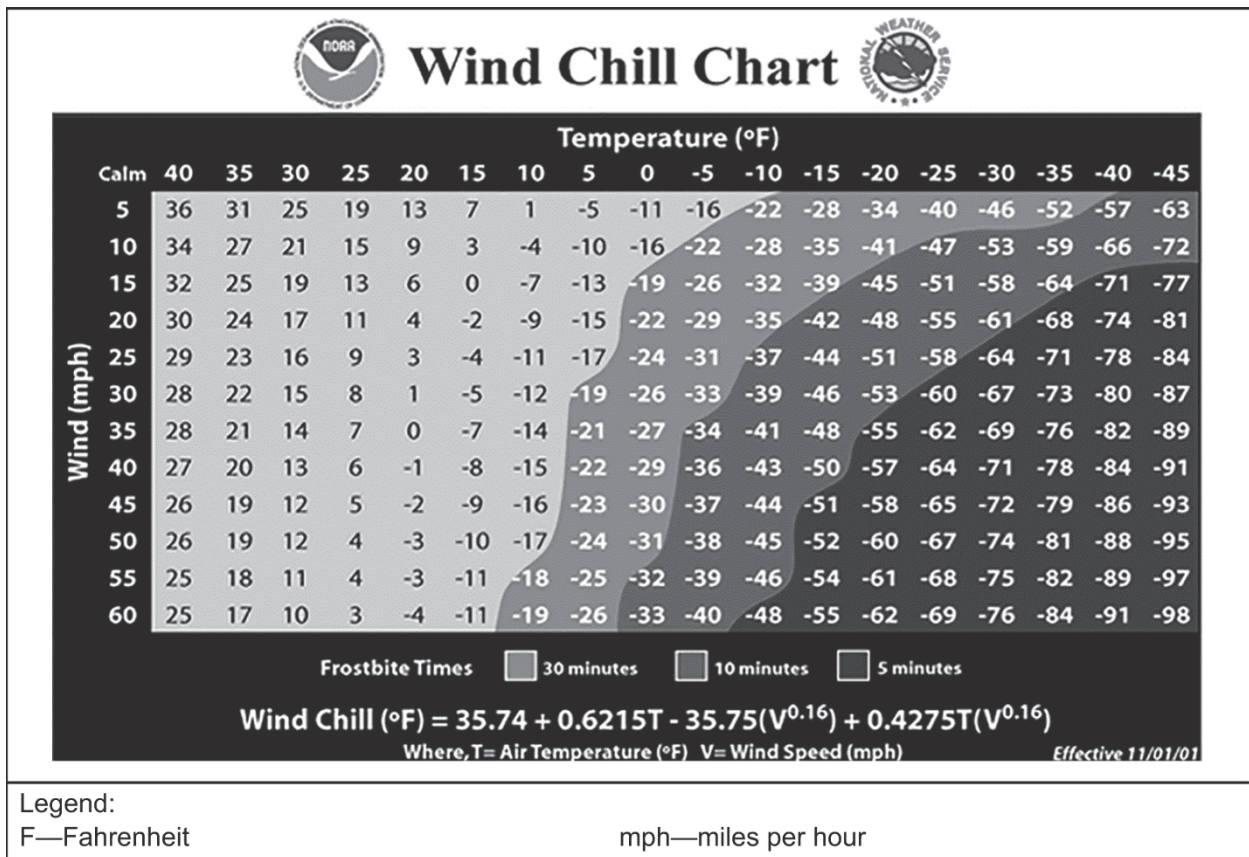 NOAA
Wind Chill Chart
NATIONAL WEATHER SERVICE
Temperature (ºF)
Calm 40 35 30 25 20 15 10 5 0 -5 -10 -15 -20 -25 -30 -35 -40 -45
Wind (mph)
5 36 31 25 19 13 7 1 -5 -11 -16 -22 -28 -34 -40 -46 -52 -57 -63
10 34 27 21 15 9 3 -4 -10 -16 -22 -28 -35 -41 -47 -53 -59 -66 -72
15 32 25 19 13 6 0 -7 -13 -19 -26 -32 -39 -45 -51 -58 -64 -71 -77
20 30 24 17 11 4 -2 -9 -15 -22 -29 -35 -42 -48 -55 -61 -68 -74 -81
25 29 23 16 9 3 -4 -11 -17 -24 -31 -37 -44 -51 -58 -64 -71 -78 -84
30 28 22 15 8 1 -5 -12 -19 -26 -33 -39 -46 -53 -60 -67 -73 -80 -87
35 28 21 14 7 0 -7 -14 -21 -27 -34 -41 -48 -55 -62 -69 -76 -82 -89
40 27 20 13 6 -1 -8 -15 -22 -29 -36 -43 -50 -57 -64 -71 -78 -84 -91
45 26 19 12 5 -2 -9 -16 -23 -30 -37 -44 -51 -58 -65 -72 -79 -86 -93
50 26 19 12 4 -3 -10 -17 -24 -31 -38 -45 -52 -60 -67 -74 -81 -88 -95
55 25 18 11 4 -3 -11 -18 -25 -32 -39 -46 -54 -61 -68 -75 -82 -89 -97
60 25 17 10 3 -4 -11 -19 -26 -33 -40 -48 -55 -62 -69 -76 -84 -91 -98
Frostbite Times 30 minutes 10 minutes 5 minutes
Wind Chill (ºF) = 35.74 + 0.6215T - 35.75(V^0.16) + 0.4275T(V^0.16)
Where, T= Air Temperature (ºF) V= Wind Speed (mph) Effective 11/01/01
Legend:
F—Fahrenheit mph—miles per hour